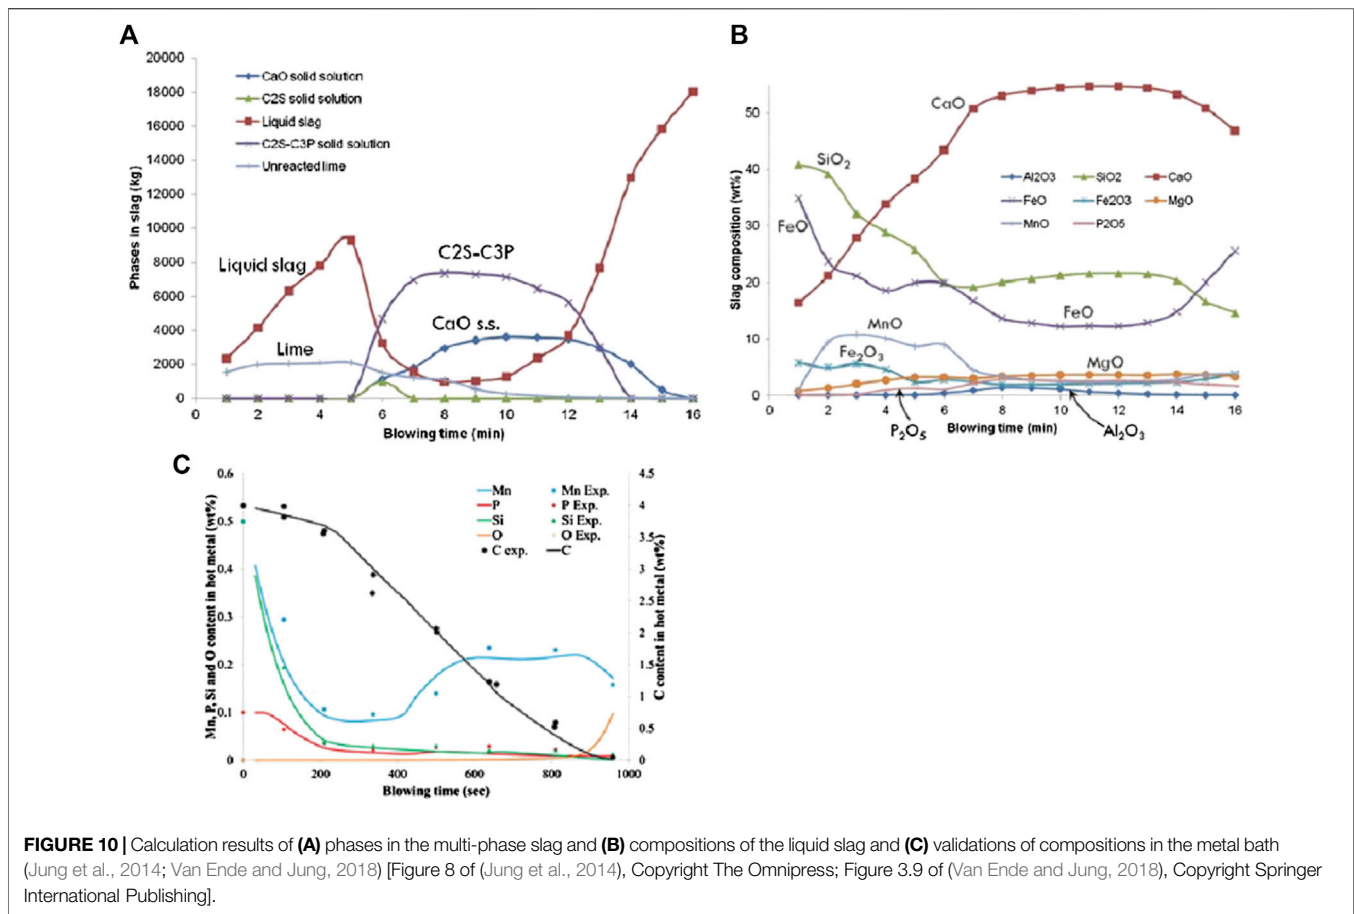 A
20000
18000
16000
14000
12000
10000
8000
6000
4000
2000
0
Phases in slag (kg)
CaO solid solution
C2S solid solution
Liquid slag
C2S-C3P solid solution
Unreacted lime
Liquid slag
Lime
C2S-C3P
CaO s.s.
0 2 4 6 8 10 12 14 16
Blowing time (min)
B
50
40
30
20
10
0
Slag composition (wt%)
CaO
SiO₂
FeO
Al2O3 SiO2 CaO
FeO Fe2O3 MgO
MnO P2O5
MnO
Fe₂O₃
FeO
MgO
0 2 4 6 8 10 12 14 16
P₂O₅ Blowing time (min) Al₂O₃
C
0.6
0.5
0.4
0.3
0.2
0.1
0
Mn, P, Si and O content in hot metal (wt%)
Mn Mn Exp.
P P Exp.
Si Si Exp.
O O Exp.
C exp. C
4.5
4
3.5
3
2.5
2
1.5
1
0.5
0
C content in hot metal (wt%)
0 200 400 600 800 1000
Blowing time (sec)
FIGURE 10 | Calculation results of (A) phases in the multi-phase slag and (B) compositions of the liquid slag and (C) validations of compositions in the metal bath
(Jung et al., 2014; Van Ende and Jung, 2018) [Figure 8 of (Jung et al., 2014), Copyright The Omnipress; Figure 3.9 of (Van Ende and Jung, 2018), Copyright Springer
International Publishing].